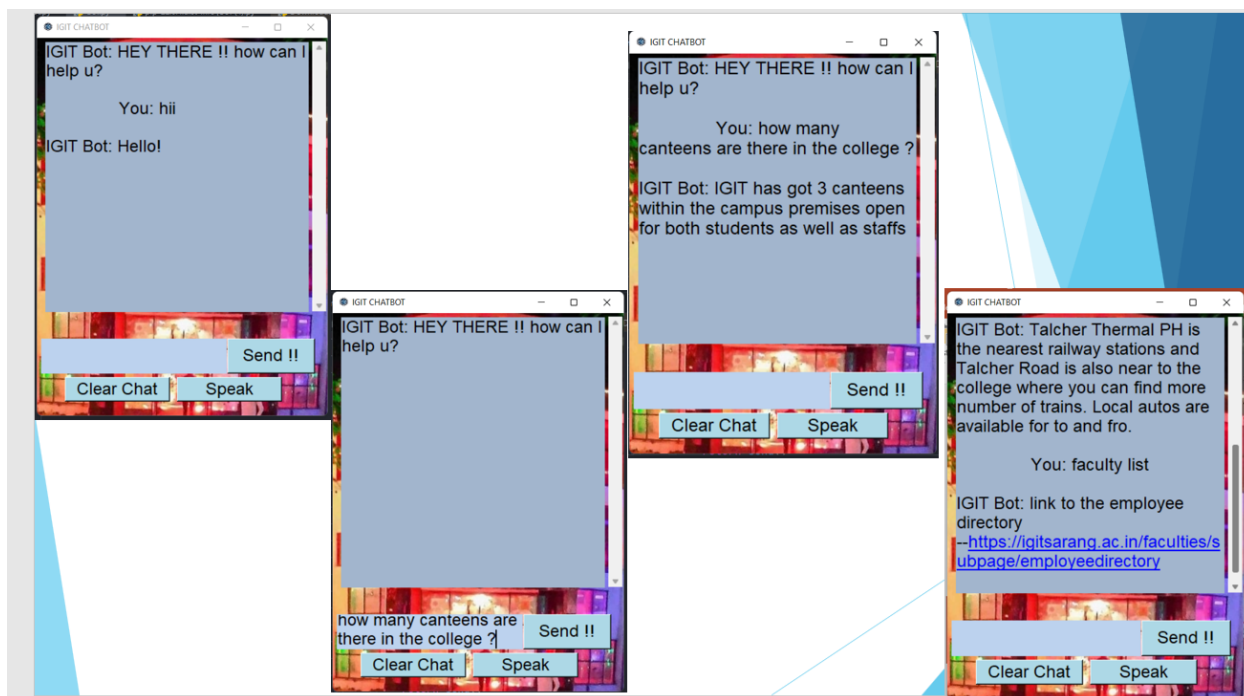 IGIT CHATBOT
IGIT Bot: HEY THERE !! how can I
help u?
You: hii
IGIT Bot: Hello!
Send !!
Clear Chat
Speak
IGIT CHATBOT
IGIT Bot: HEY THERE !! how can I
help u?
how many canteens are
there in the college ?
Send !!
Clear Chat
Speak
IGIT CHATBOT
IGIT Bot: HEY THERE !! how can I
help u?
You: how many
canteens are there in the college ?
IGIT Bot: IGIT has got 3 canteens
within the campus premises open
for both students as well as staffs
Send !!
Clear Chat
Speak
IGIT CHATBOT
IGIT Bot: Talcher Thermal PH is
the nearest railway stations and
Talcher Road is also near to the
college where you can find more
number of trains. Local autos are
available for to and fro.
You: faculty list
IGIT Bot: link to the employee
directory
--https://igitsarang.ac.in/faculties/s
ubpage/employeedirectory
Send !!
Clear Chat
Speak